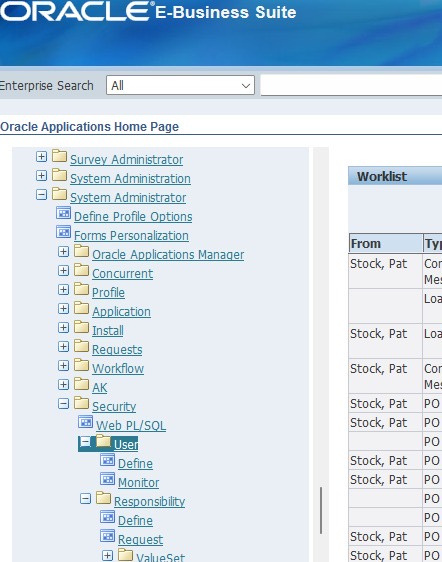 ORACLE E-Business Suite
Enterprise Search All
Oracle Applications Home Page
Survey Administrator
System Administration
System Administrator
Define Profile Options
Forms Personalization
Oracle Applications Manager
Concurrent
Profile
Application
Install
Requests
Workflow
AK
Security
Web PL/SQL
User
Define
Monitor
Responsibility
Define
Request
ValueSet
Worklist
From Typ
Stock, Pat Cor
Mes
Loa
Stock, Pat Loa
Stock, Pat Cor
Mes
Stock, Pat PO
Stock, Pat PO
PO
Stock, Pat PO
Stock, Pat PO
PO
PO
Stock, Pat PO
Stock, Pat PO